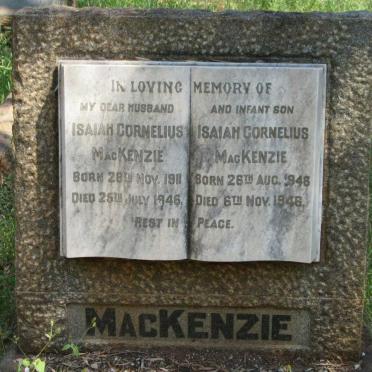 IN LOVING MEMORY OF
MY DEAR HUSBAND
ISAIAH CORNELIUS
MACKENZIE
BORN 28TH NOV. 1911
DIED 25TH JULY 1946.
REST IN
AND INFANT SON
ISAIAH CORNELIUS
MACKENZIE
BORN 26TH AUG. 1946
DIED 6TH NOV. 1946.
PEACE.
MACKENZIE